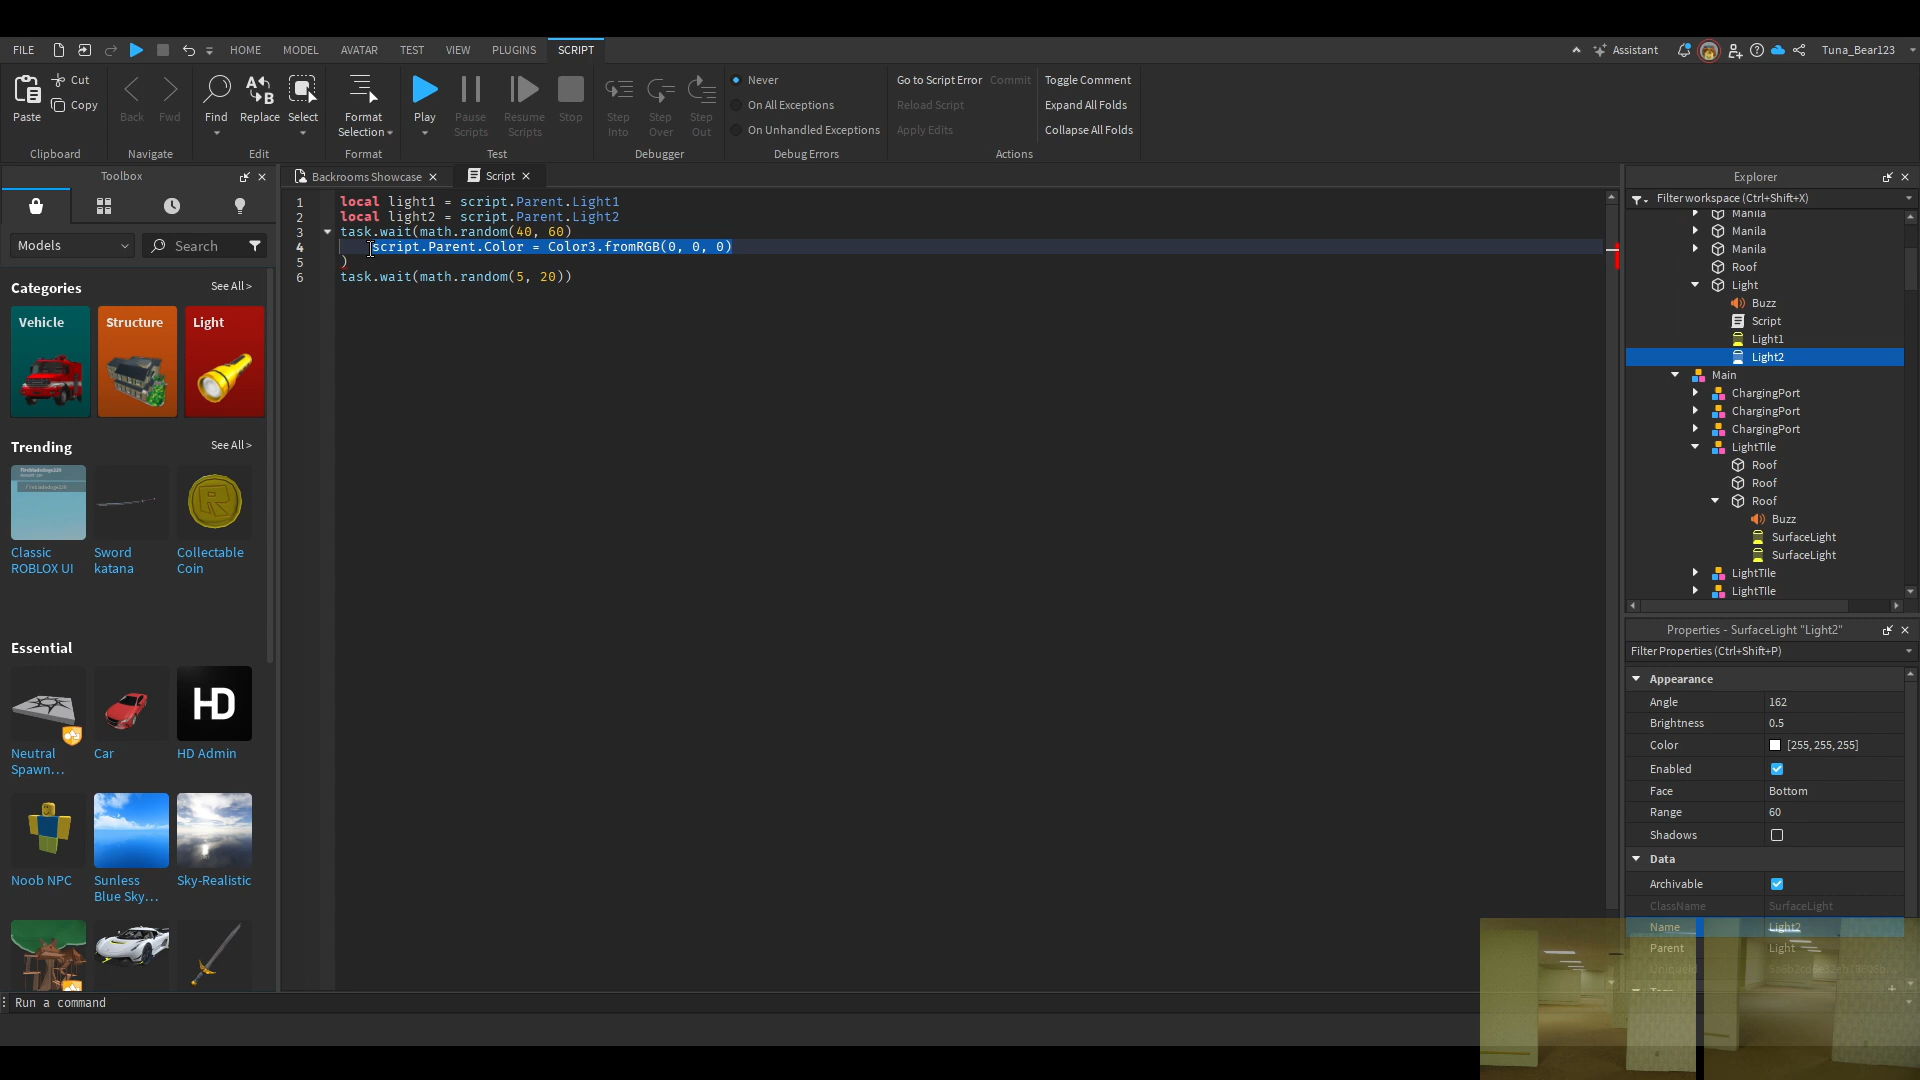 FILE HOME MODEL AVATAR TEST VIEW PLUGINS SCRIPT Assistant Tuna_Bear123
Cut
Copy
Paste
Clipboard
Back Fwd
Navigate
Find Replace Select
Edit
Format
Selection
Format
Play Pause
Scripts Resume
Scripts Stop
Test
Step
Into Step
Over Step
Out
Debugger
Never
On All Exceptions
On Unhandled Exceptions
Debug Errors
Go to Script Error Commit
Reload Script
Apply Edits
Toggle Comment
Expand All Folds
Collapse All Folds
Actions
Toolbox
Models Search
Categories See All >
Vehicle Structure Light
Trending See All >
Classic
ROBLOX UI
Sword
katana
Collectable
Coin
Essential
Neutral
Spawn...
Car
HD
HD Admin
Noob NPC
Sunless
Blue Sky...
Sky-Realistic
Backrooms Showcase Script
1 local light1 = script.Parent.Light1
2 local light2 = script.Parent.Light2
3 task.wait(math.random(40, 60)
4 script.Parent.Color = Color3.fromRGB(0, 0, 0)
5 )
6 task.wait(math.random(5, 20))
Explorer
Filter workspace (Ctrl+Shift+X)
Manila
Manila
Manila
Roof
Light
Buzz
Script
Light1
Light2
Main
ChargingPort
ChargingPort
ChargingPort
LightTIle
Roof
Roof
Roof
Buzz
SurfaceLight
SurfaceLight
LightTIle
LightTIle
Properties - SurfaceLight "Light2"
Filter Properties (Ctrl+Shift+P)
Appearance
Angle 162
Brightness 0.5
Color [255, 255, 255]
Enabled
Face Bottom
Range 60
Shadows
Data
Archivable
ClassName SurfaceLight
Name Light2
Parent Light
UniqueId
Run a command